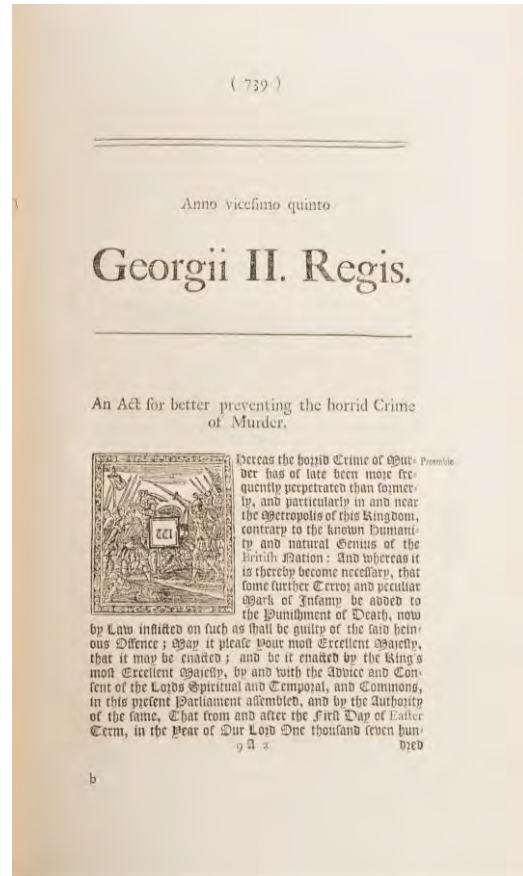 ( 739 )
Anno vicesimo quinto
Georgii II. Regis.
An Act for better preventing the horrid Crime
of Murder.
Hereas the horrid Crime of Mur- Preamble
der has of late been more fre-
quently perpetrated than former-
ly, and particularly in and near
the Metropolis of this Kingdom,
contrary to the known Humani-
ty and natural Genius of the
British Nation: And whereas it
is thereby become necessary, that
some further Terror and peculiar
Mark of Infamy be added to
the Punishment of Death, now
by Law inflicted on such as shall be guilty of the said hein-
ous Offence; May it please Your most Excellent Majesty,
that it may be enacted; and be it enacted by the King's
most Excellent Majesty, by and with the Advice and Con-
sent of the Lords Spiritual and Temporal, and Commons,
in this present Parliament assembled, and by the Authority
of the same, That from and after the First Day of Easter
Term, in the Year of Our Lord One thousand seven hun-
9 A 2 dred
b